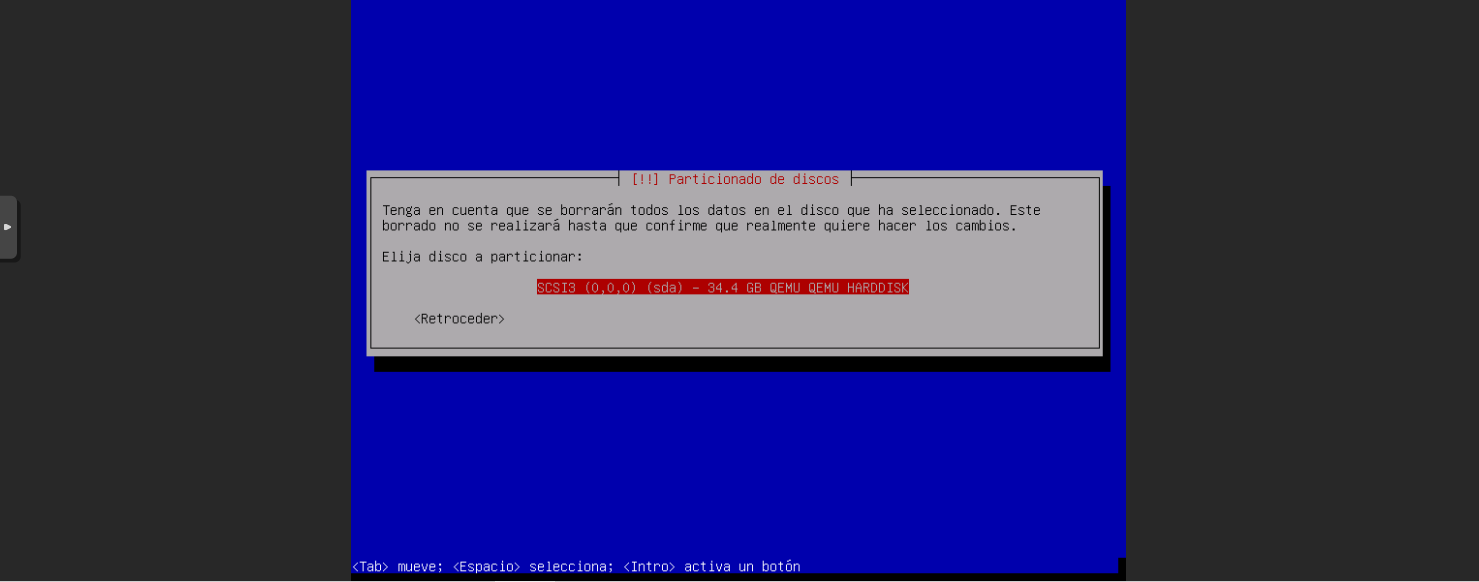 [!!] Particionado de discos
Tenga en cuenta que se borrarán todos los datos en el disco que ha seleccionado. Este
borrado no se realizará hasta que confirme que realmente quiere hacer los cambios.
Elija disco a particionar:
SCSI3 (0,0,0) (sda) - 34.4 GB QEMU QEMU HARDDISK
<Retroceder>
<Tab> mueve; <Espacio> selecciona; <Intro> activa un botón